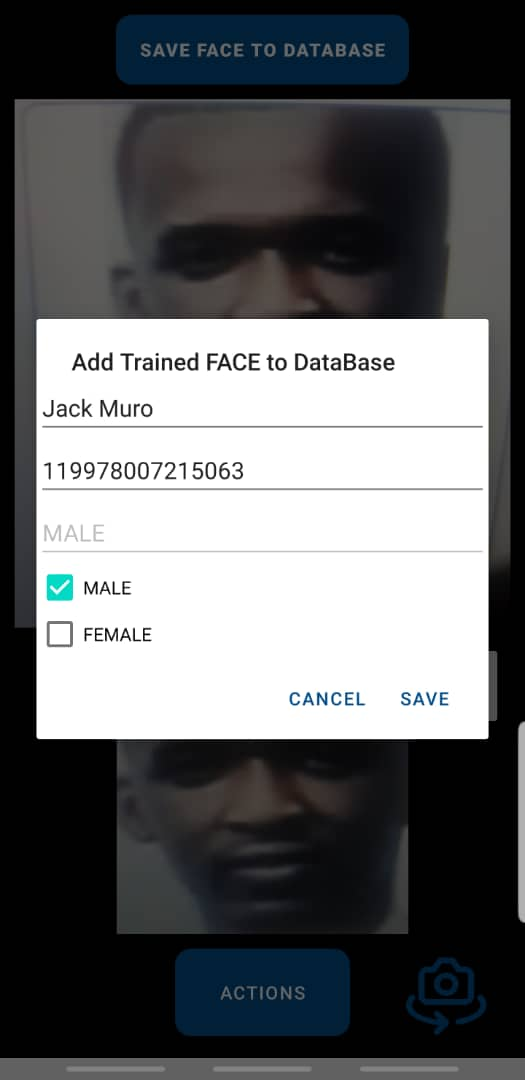 SAVE FACE TO DATABASE
Add Trained FACE to DataBase
Jack Muro
119978007215063
MALE
MALE
FEMALE
CANCEL SAVE
ACTIONS